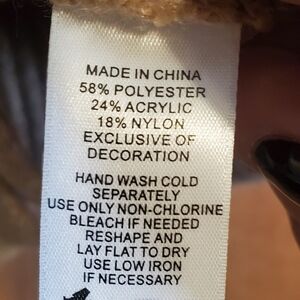 MADE IN CHINA
58% POLYESTER
24% ACRYLIC
18% NYLON
EXCLUSIVE OF
DECORATION
HAND WASH COLD
SEPARATELY
USE ONLY NON-CHLORINE
BLEACH IF NEEDED
RESHAPE AND
LAY FLAT TO DRY
USE LOW IRON
IF NECESSARY